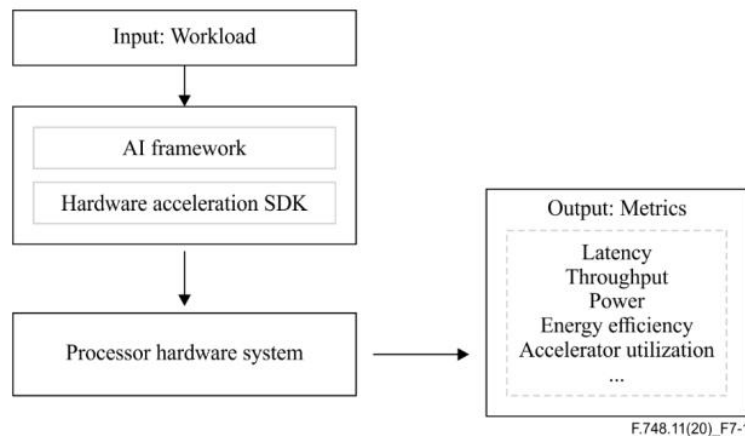 Input: Workload
AI framework
Hardware acceleration SDK
Processor hardware system
Output: Metrics
Latency
Throughput
Power
Energy efficiency
Accelerator utilization
...
F.748.11(20)_F7-1